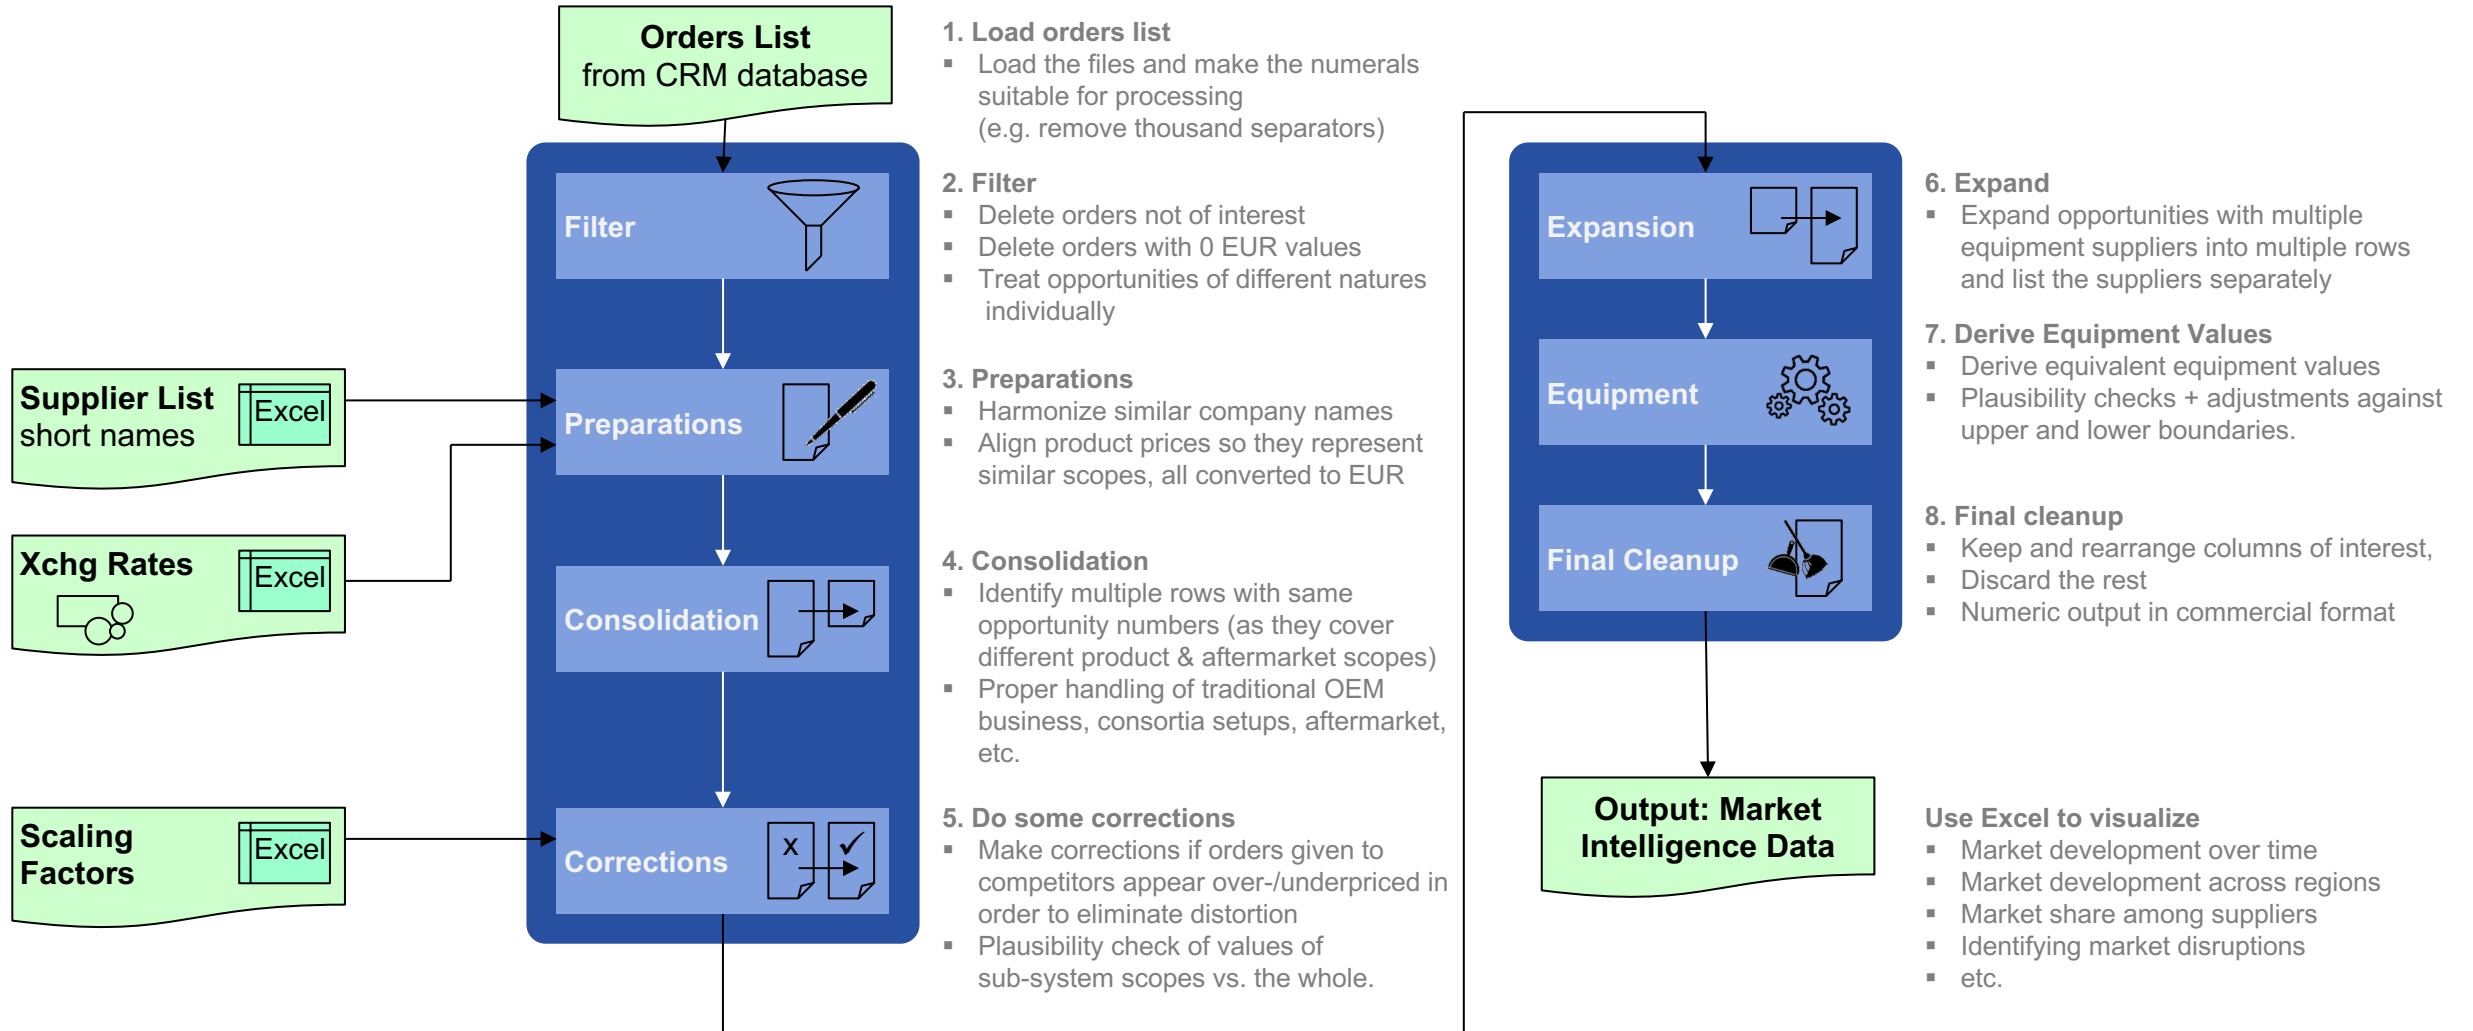 Orders List
from CRM database
1. Load orders list
▪ Load the files and make the numerals
suitable for processing
(e.g. remove thousand separators)
Filter
2. Filter
▪ Delete orders not of interest
▪ Delete orders with 0 EUR values
▪ Treat opportunities of different natures
individually
Supplier List
short names
Excel
Preparations
3. Preparations
▪ Harmonize similar company names
▪ Align product prices so they represent
similar scopes, all converted to EUR
Xchg Rates
Excel
Consolidation
4. Consolidation
▪ Identify multiple rows with same
opportunity numbers (as they cover
different product & aftermarket scopes)
▪ Proper handling of traditional OEM
business, consortia setups, aftermarket,
etc.
Scaling
Factors
Excel
Corrections
X ✓
5. Do some corrections
▪ Make corrections if orders given to
competitors appear over-/underpriced in
order to eliminate distortion
▪ Plausibility check of values of
sub-system scopes vs. the whole.
Expansion
6. Expand
▪ Expand opportunities with multiple
equipment suppliers into multiple rows
and list the suppliers separately
Equipment
7. Derive Equipment Values
▪ Derive equivalent equipment values
▪ Plausibility checks + adjustments against
upper and lower boundaries.
Final Cleanup
8. Final cleanup
▪ Keep and rearrange columns of interest,
▪ Discard the rest
▪ Numeric output in commercial format
Output: Market
Intelligence Data
Use Excel to visualize
▪ Market development over time
▪ Market development across regions
▪ Market share among suppliers
▪ Identifying market disruptions
▪ etc.